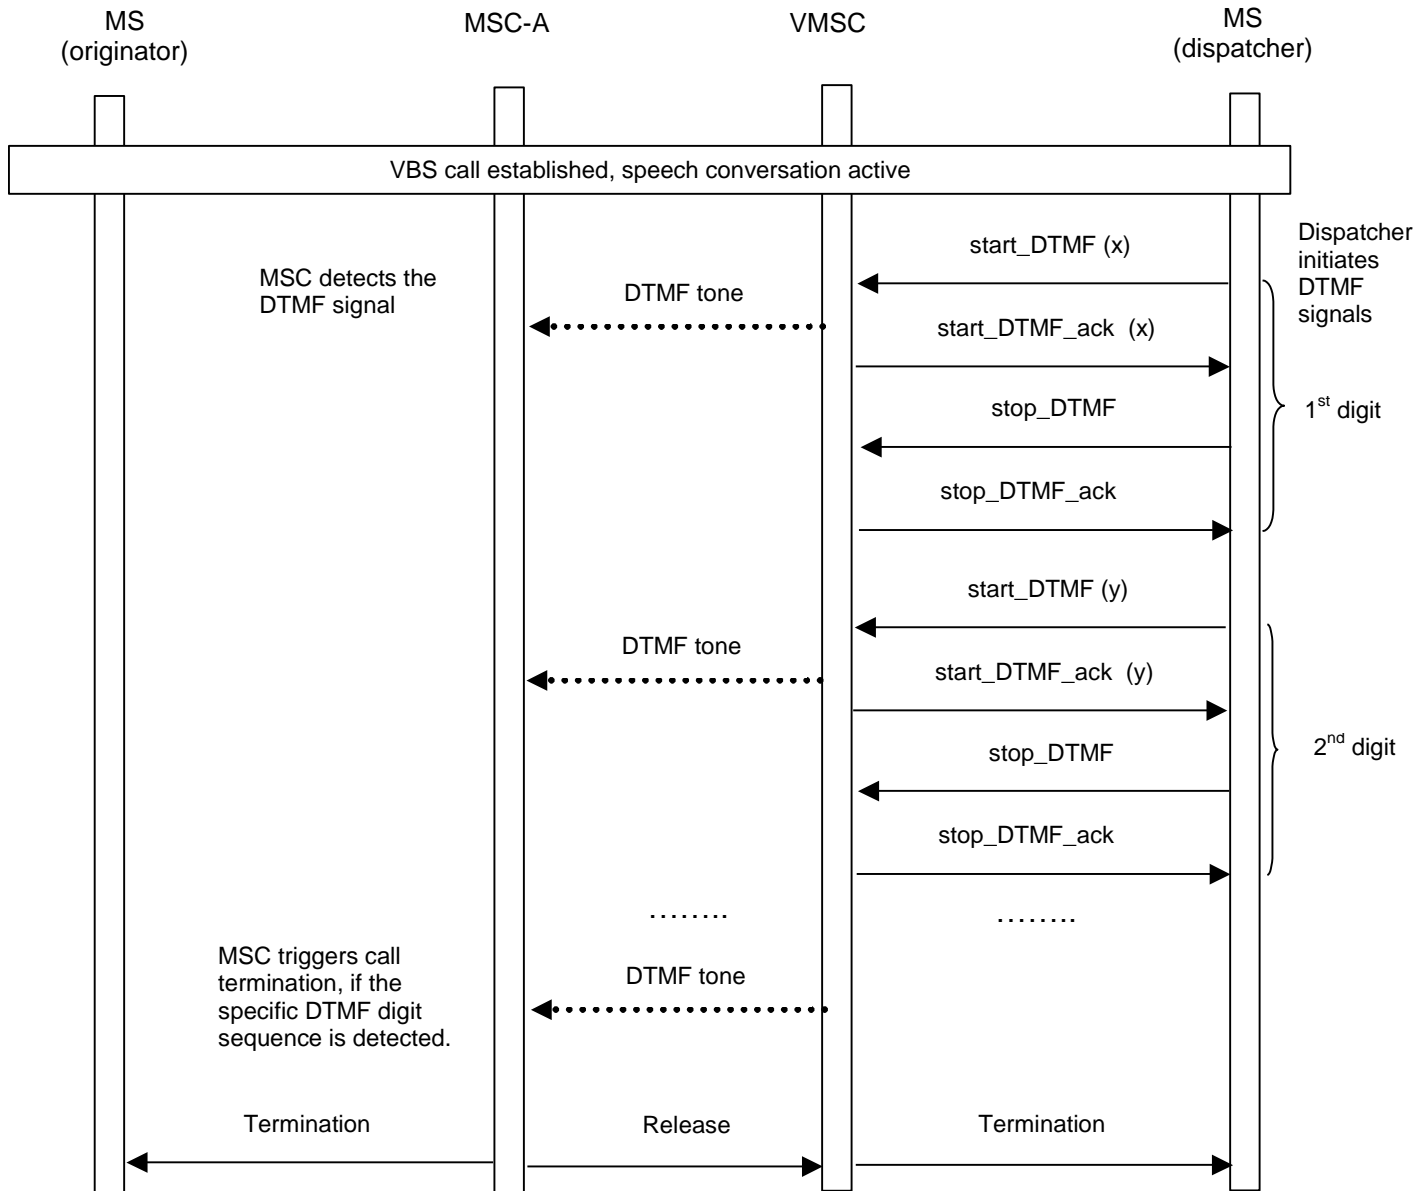 MS
(originator)
MSC-A
VMSC
MS
(dispatcher)
VBS call established, speech conversation active
start_DTMF (x)
Dispatcher
initiates
DTMF
signals
MSC detects the
DTMF signal
DTMF tone
start_DTMF_ack (x)
stop_DTMF
1st digit
stop_DTMF_ack
start_DTMF (y)
DTMF tone
start_DTMF_ack (y)
stop_DTMF
2nd digit
stop_DTMF_ack
........
........
MSC triggers call
termination, if the
specific DTMF digit
sequence is detected.
DTMF tone
Termination
Release
Termination